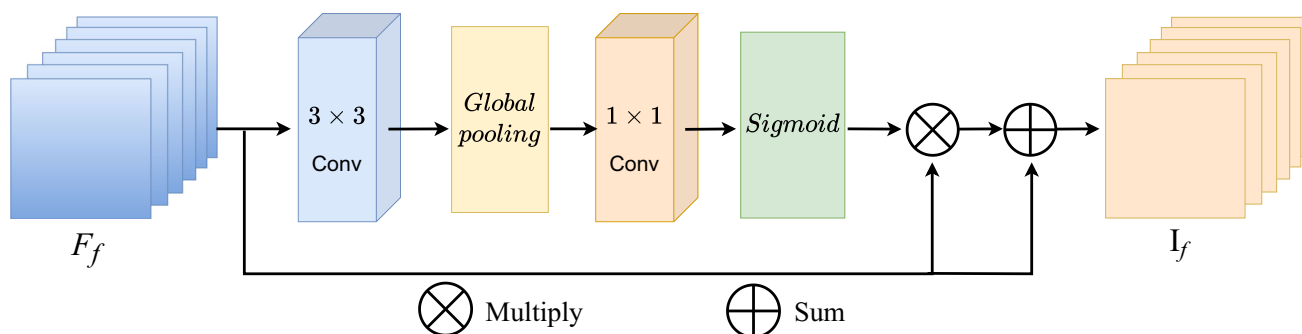 3 × 3
Conv
Global
pooling
1 × 1
Conv
Sigmoid
F_f
I_f
Multiply
Sum